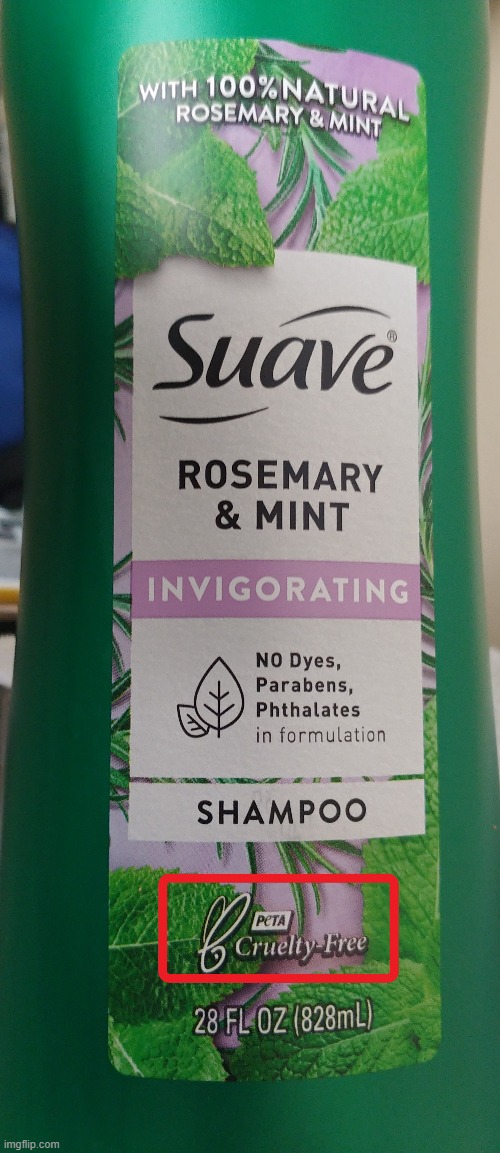 WITH 100% NATURAL
ROSEMARY & MINT
Suave®
ROSEMARY
& MINT
INVIGORATING
NO Dyes,
Parabens,
Phthalates
in formulation
SHAMPOO
PETA
Cruelty-Free
28 FL OZ (828mL)
imgflip.com